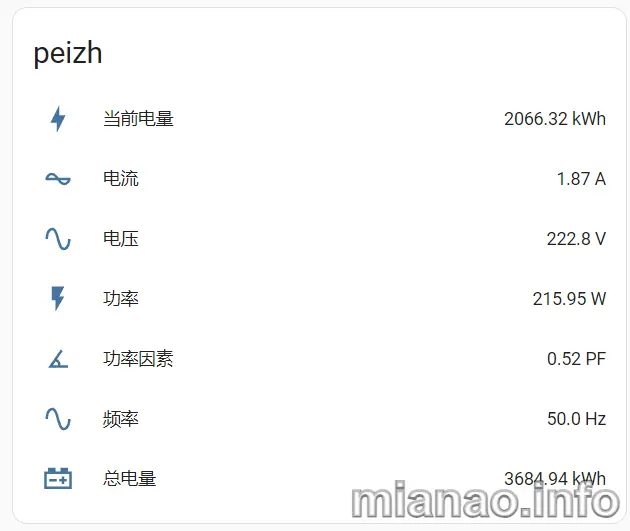 peizh
当前电量 2066.32 kWh
电流 1.87 A
电压 222.8 V
功率 215.95 W
功率因素 0.52 PF
频率 50.0 Hz
总电量 3684.94 kWh
mianao.info